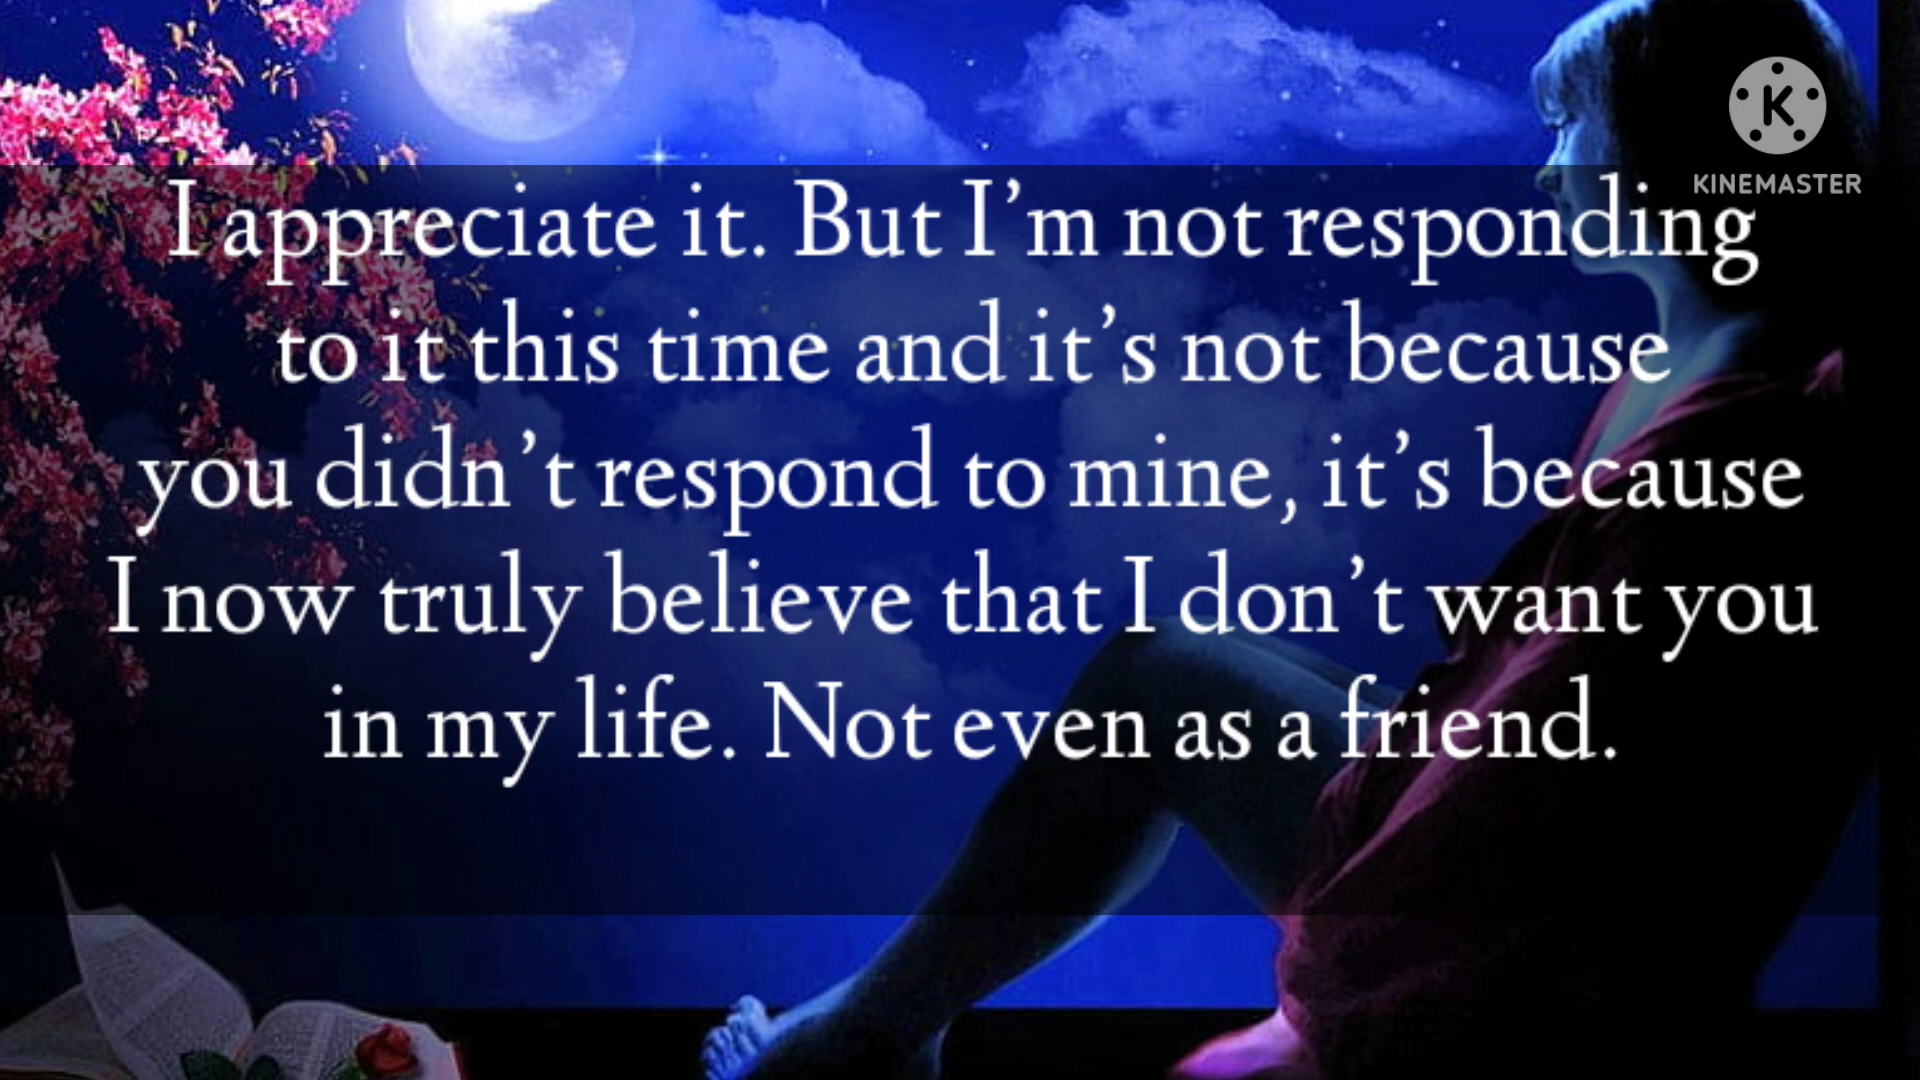 KINEMASTER
I appreciate it. But I’m not responding
to it this time and it’s not because
you didn’t respond to mine, it’s because
I now truly believe that I don’t want you
in my life. Not even as a friend.